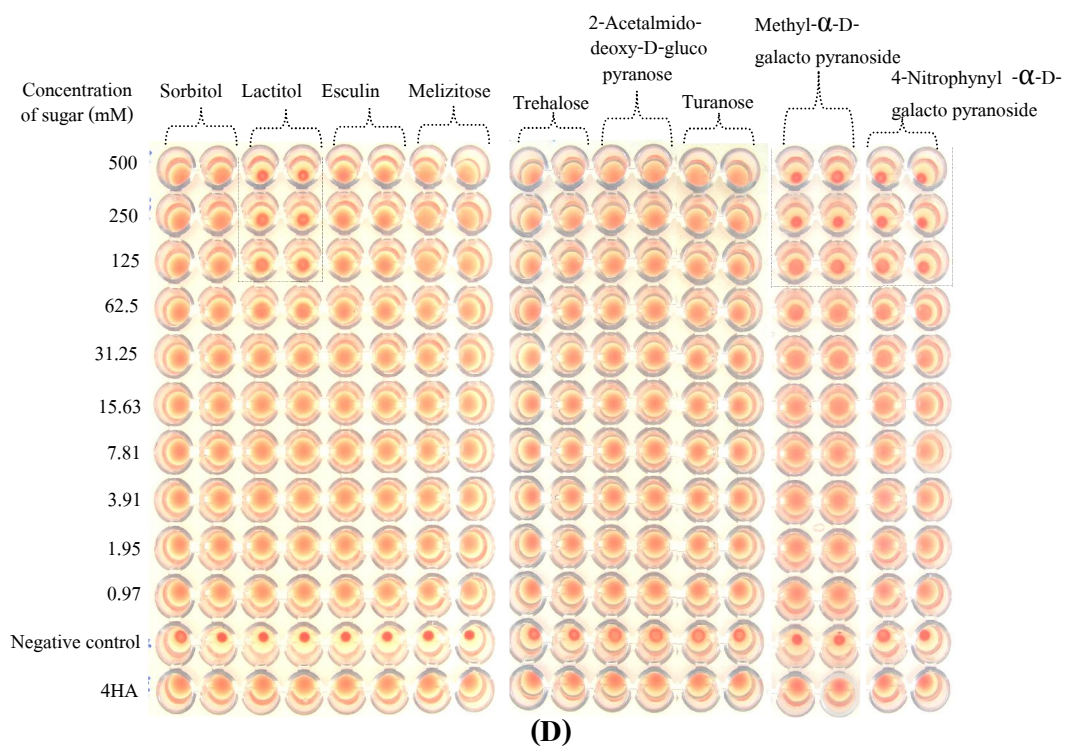 2-Acetalmido-
deoxy-D-gluco
pyranose
Methyl-α-D-
galacto pyranoside
4-Nitrophynyl -α-D-
galacto pyranoside
Concentration
of sugar (mM)
Sorbitol
Lactitol
Esculin
Melizitose
Trehalose
Turanose
500
250
125
62.5
31.25
15.63
7.81
3.91
1.95
0.97
Negative control
4HA
(D)